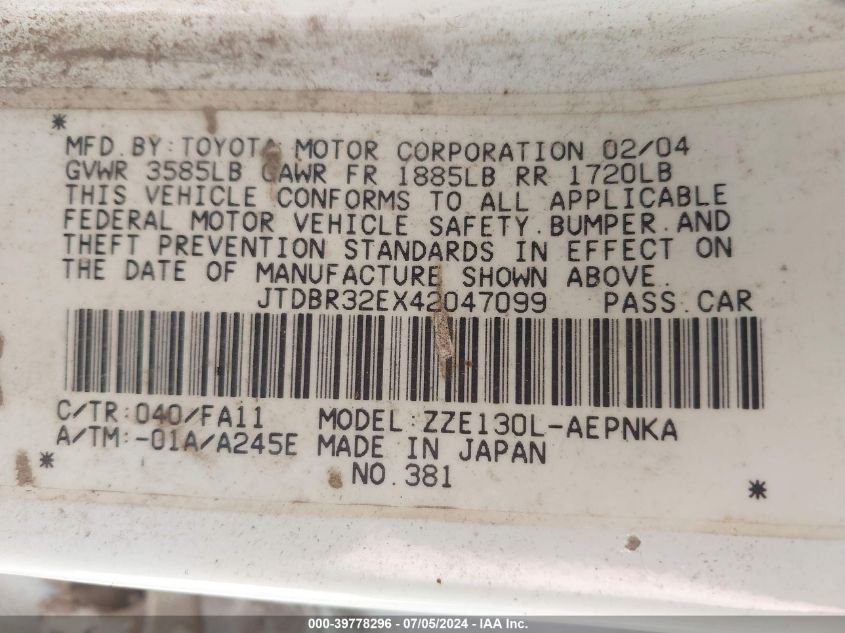 MFD. BY: TOYOTA MOTOR CORPORATION 02/04
GVWR 3585LB GAWR FR 1885LB RR 1720LB
THIS VEHICLE CONFORMS TO ALL APPLICABLE
FEDERAL MOTOR VEHICLE SAFETY. BUMPER. AND
THEFT PREVENTION STANDARDS IN EFFECT ON
THE DATE OF MANUFACTURE SHOWN ABOVE.
JTDBR32EX42047099 PASS. CAR
C/TR: 040/FA11 MODEL: ZZE130L-AEPNKA
A/TM: -01A/A245E MADE IN JAPAN
NO. 381
000-39778296 - 07/05/2024 - IAA Inc.